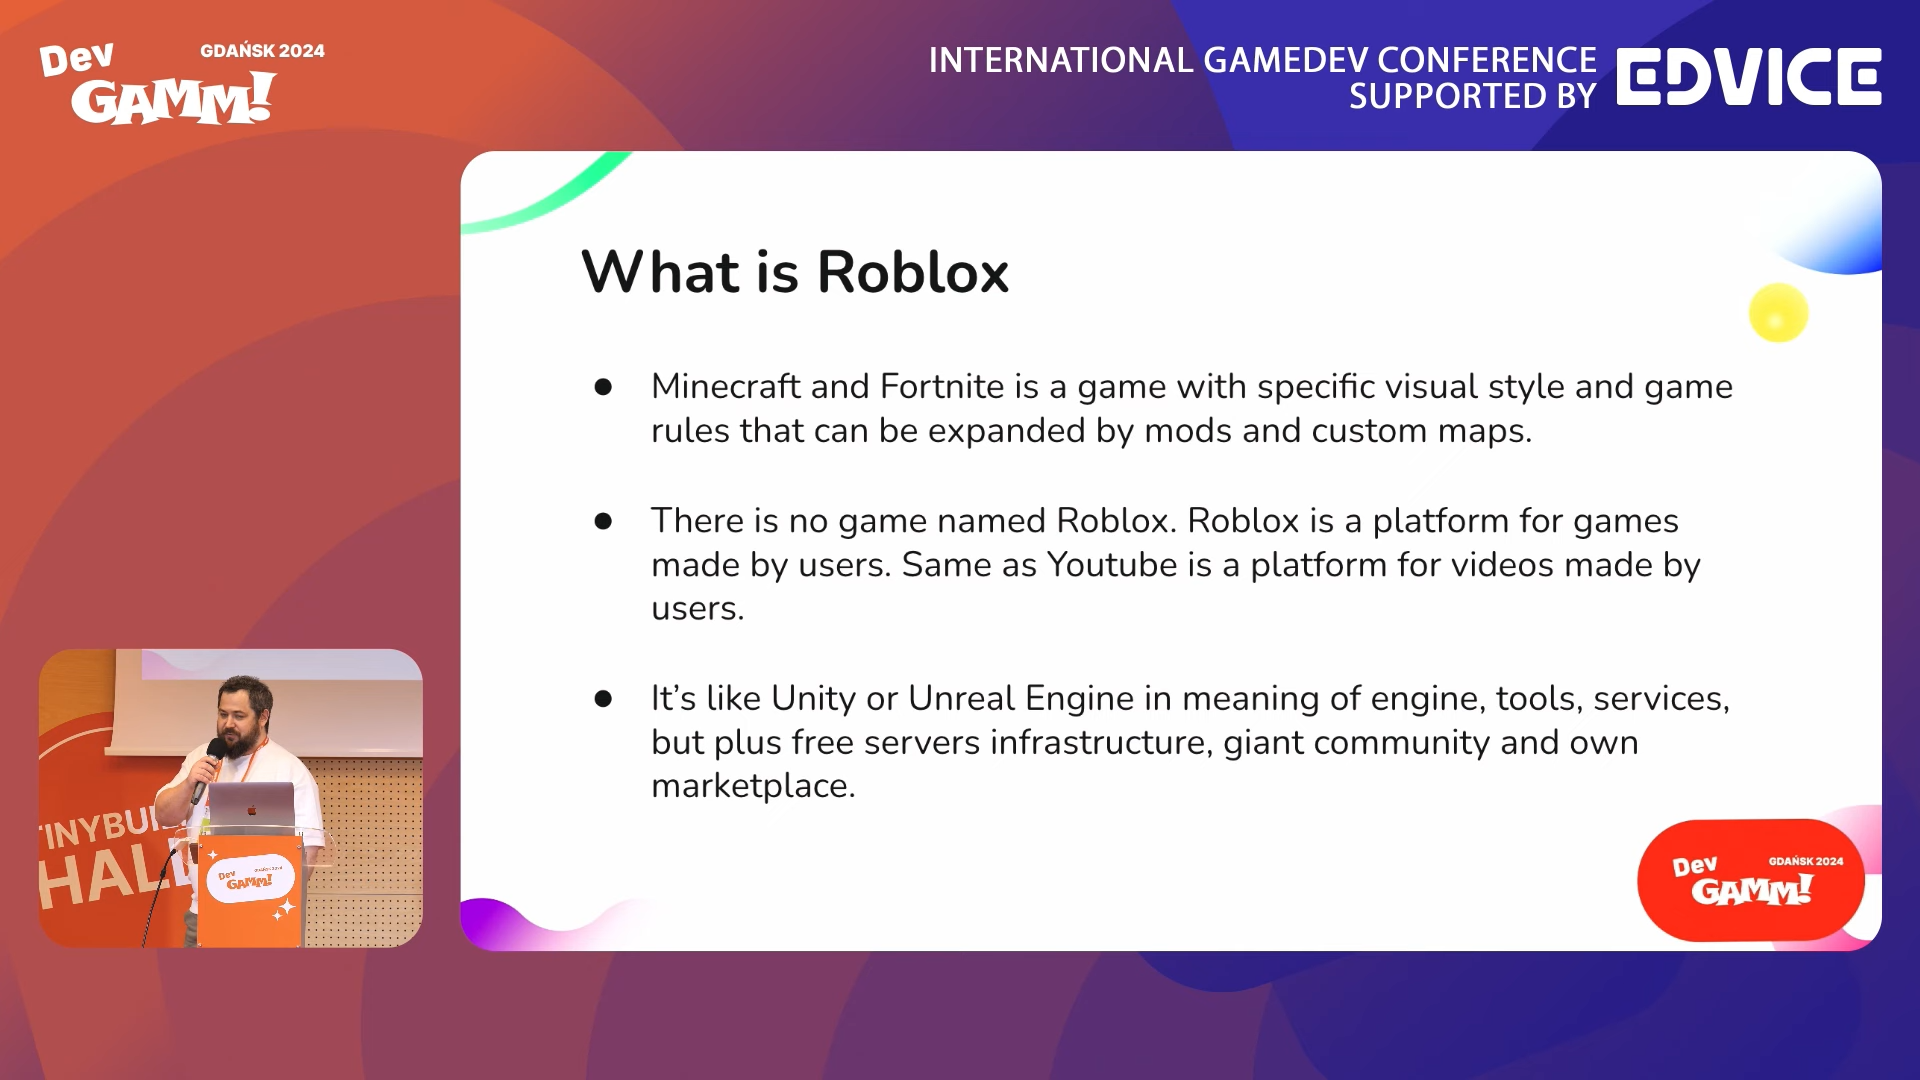 Dev
GAMM!
GDAŃSK 2024
INTERNATIONAL GAMEDEV CONFERENCE
SUPPORTED BY
EDVICE
What is Roblox
● Minecraft and Fortnite is a game with specific visual style and game
rules that can be expanded by mods and custom maps.
● There is no game named Roblox. Roblox is a platform for games
made by users. Same as Youtube is a platform for videos made by
users.
● It’s like Unity or Unreal Engine in meaning of engine, tools, services,
but plus free servers infrastructure, giant community and own
marketplace.
Dev
GAMM!
GDAŃSK 2024
HALL
Dev
GAMM!